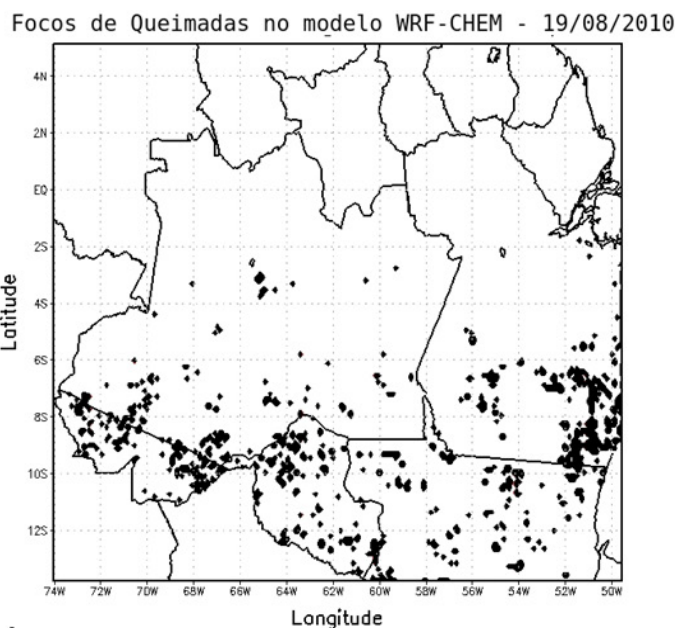 Focos de Queimadas no modelo WRF-CHEM - 19/08/2010
4N
2N
EQ
2S
4S
6S
8S
10S
12S
Latitude
74W 72W 70W 68W 66W 64W 62W 60W 58W 56W 54W 52W 50W
Longitude